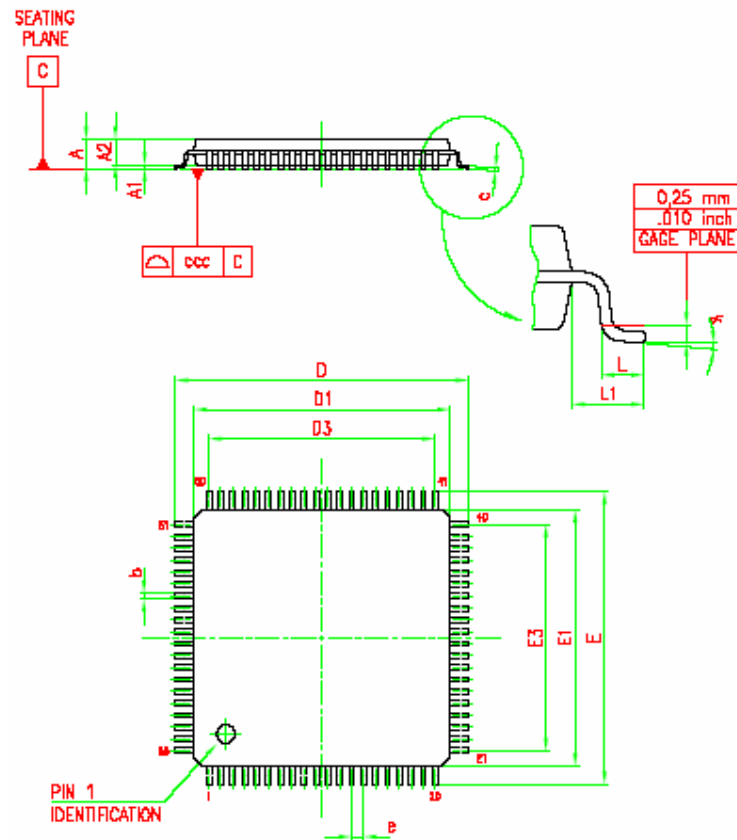 SEATING
PLANE
C
A
A2
A1
c
ccc C
0,25 mm
.010 inch
GAGE PLANE
L
L1
D
D1
D3
b
E3
E1
E
PIN 1
IDENTIFICATION
1
20
e